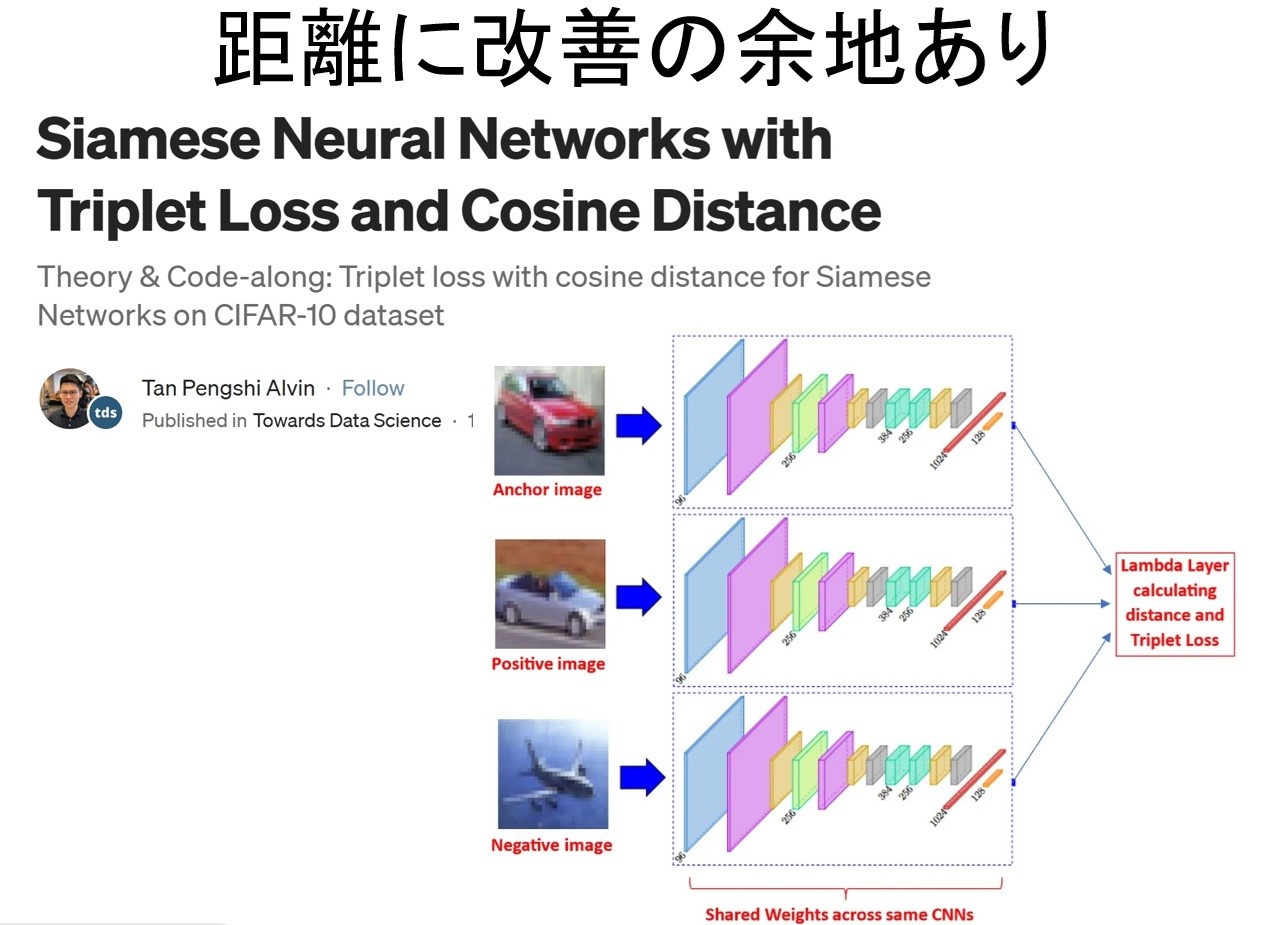 距離に改善の余地あり
Siamese Neural Networks with
Triplet Loss and Cosine Distance
Theory & Code-along: Triplet loss with cosine distance for Siamese
Networks on CIFAR-10 dataset
tds
Tan Pengshi Alvin · Follow
Published in Towards Data Science · 1
Anchor image
96
256
384
256
1024
128
Positive image
96
256
384
256
1024
128
Lambda Layer
calculating
distance and
Triplet Loss
Negative image
96
256
384
256
1024
128
Shared Weights across same CNNs